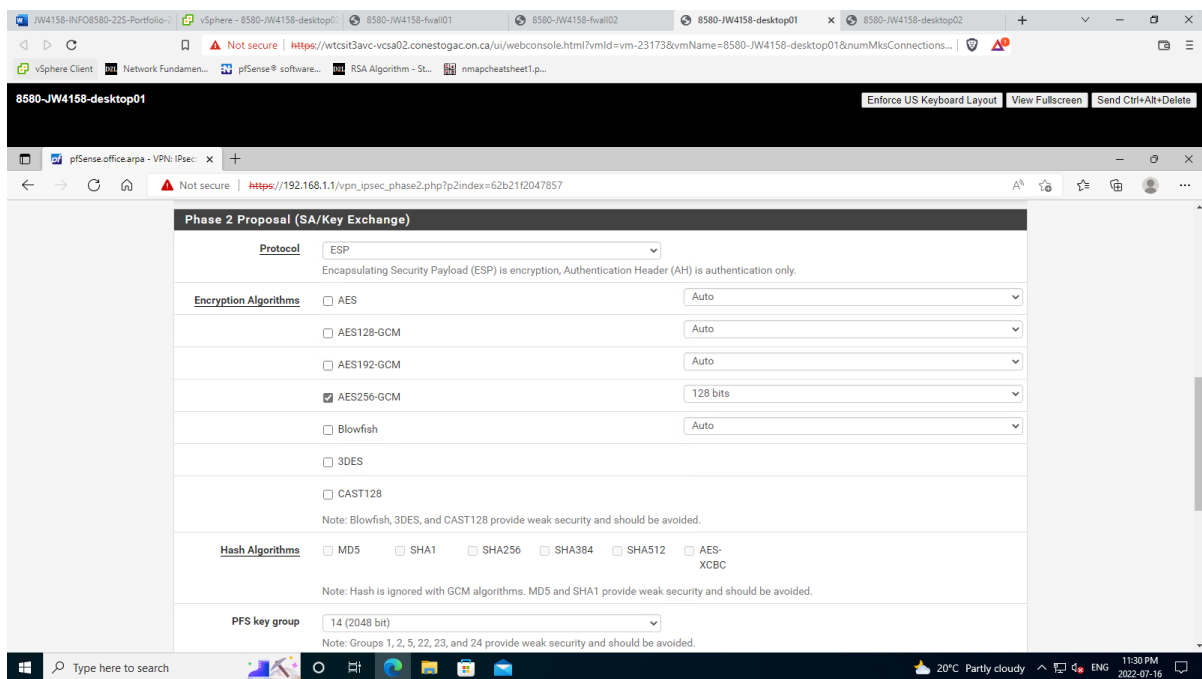 JW4158-INFO8580-22S-Portfolio-2
vSphere - 8580-JW4158-desktop02
8580-JW4158-fwall01
8580-JW4158-fwall02
8580-JW4158-desktop01
8580-JW4158-desktop02
Not secure | https://wtcsit3avc-vcsa02.conestogac.on.ca/ui/webconsole.html?vmId=vm-23173&vmName=8580-JW4158-desktop01&numMksConnections...
vSphere Client
Network Fundamen...
pfSense® software...
RSA Algorithm - St...
nmapcheatsheet1.p...
8580-JW4158-desktop01
Enforce US Keyboard Layout
View Fullscreen
Send Ctrl+Alt+Delete
pfSense.office.arpa - VPN: IPsec:
Not secure | https://192.168.1.1/vpn_ipsec_phase2.php?p2index=62b21f2047857
Phase 2 Proposal (SA/Key Exchange)
Protocol ESP
Encapsulating Security Payload (ESP) is encryption, Authentication Header (AH) is authentication only.
Encryption Algorithms AES Auto
AES128-GCM Auto
AES192-GCM Auto
AES256-GCM 128 bits
Blowfish Auto
3DES
CAST128
Note: Blowfish, 3DES, and CAST128 provide weak security and should be avoided.
Hash Algorithms MD5 SHA1 SHA256 SHA384 SHA512 AES-
XCBC
Note: Hash is ignored with GCM algorithms. MD5 and SHA1 provide weak security and should be avoided.
PFS key group 14 (2048 bit)
Note: Groups 1, 2, 5, 22, 23, and 24 provide weak security and should be avoided.
Type here to search
20°C Partly cloudy
ENG
11:30 PM
2022-07-16